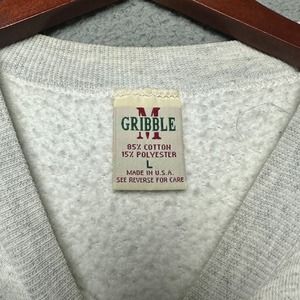 M
GRIBBLE
85% COTTON
15% POLYESTER
L
MADE IN U.S.A.
SEE REVERSE FOR CARE